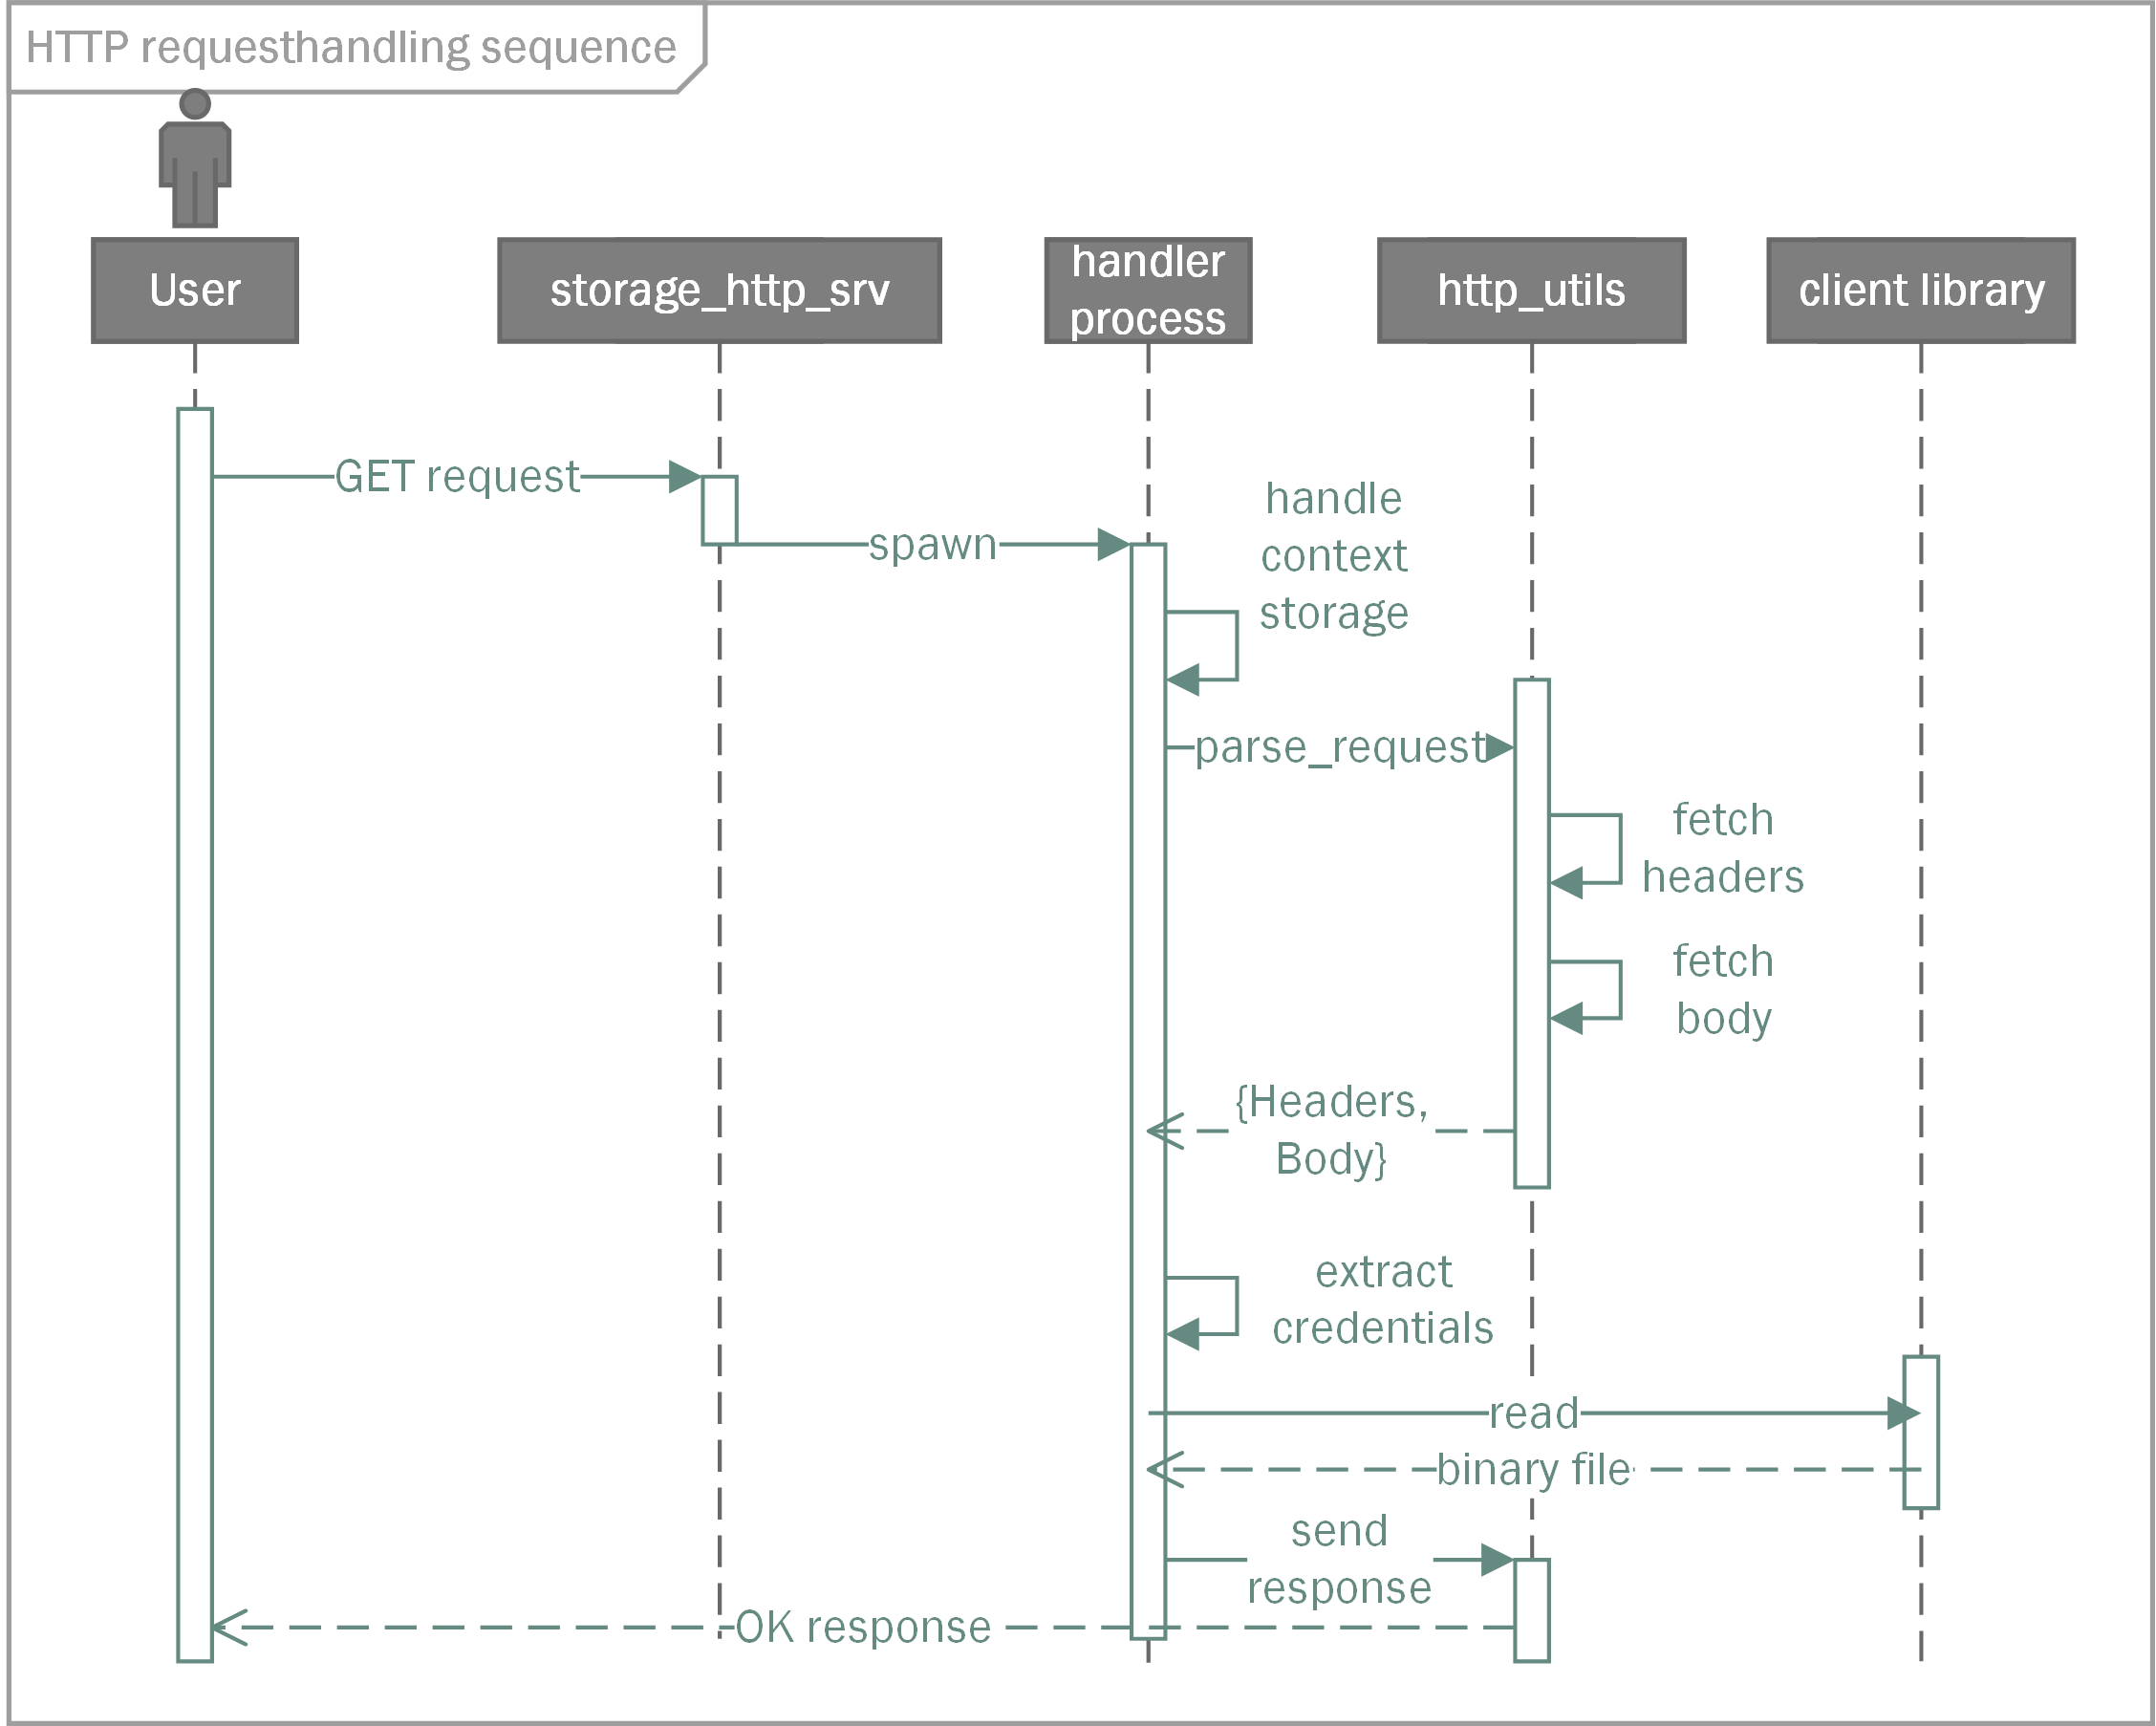 HTTP requesthandling sequence
User
storage_http_srv
handler
process
http_utils
client library
GET request
handle
context
storage
spawn
parse_request
fetch
headers
fetch
body
{Headers,
Body}
extract
credentials
read
binary file
send
response
OK response